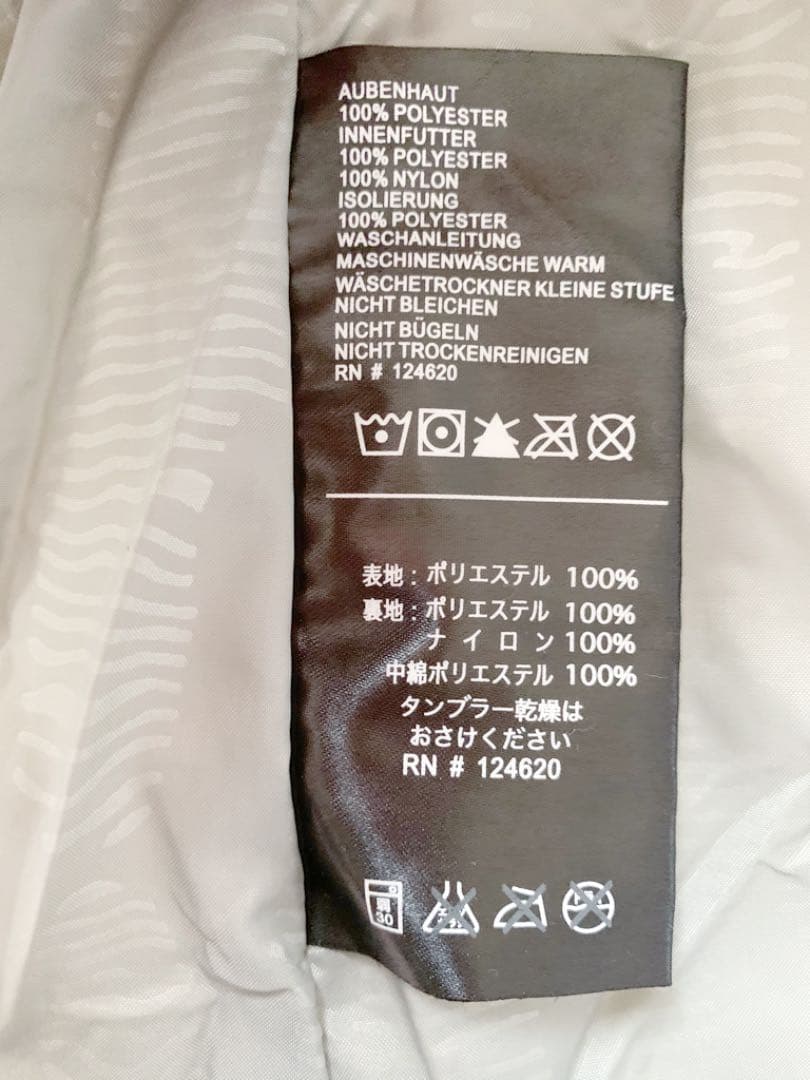 AUBENHAUT
100% POLYESTER
INNENFUTTER
100% POLYESTER
100% NYLON
ISOLIERUNG
100% POLYESTER
WASCHANLEITUNG
MASCHINENWÄSCHE WARM
WÄSCHETROCKNER KLEINE STUFE
NICHT BLEICHEN
NICHT BÜGELN
NICHT TROCKENREINIGEN
RN # 124620
表地：ポリエステル 100%
裏地：ポリエステル 100%
ナイロン 100%
中綿ポリエステル 100%
タンブラー乾燥は
おさけください
RN # 124620
弱
30